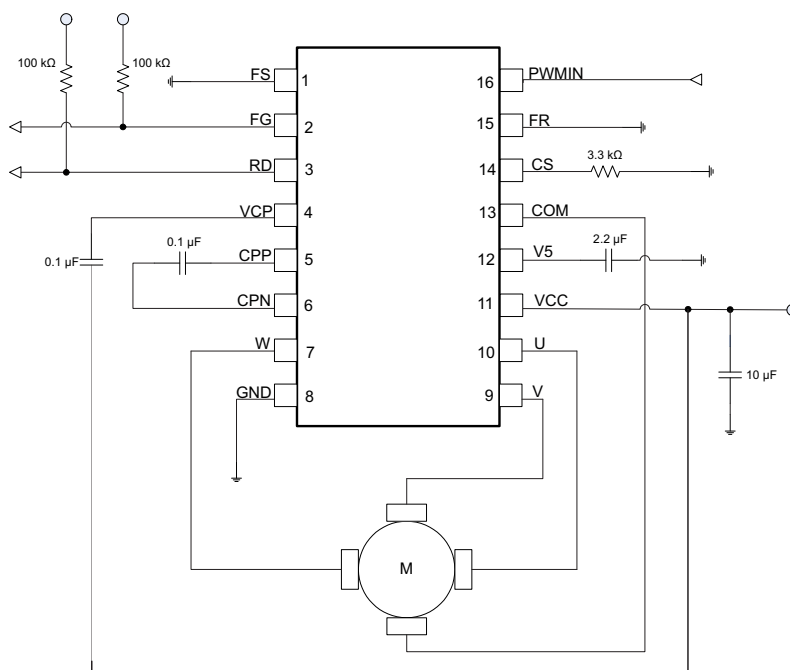 100 kΩ
100 kΩ
FS
1
16
PWMIN
FG
2
15
FR
RD
3
14
CS
3.3 kΩ
VCP
4
13
COM
0.1 µF
0.1 µF
CPP
5
12
V5
2.2 µF
CPN
6
11
VCC
W
7
10
U
10 µF
GND
8
9
V
M